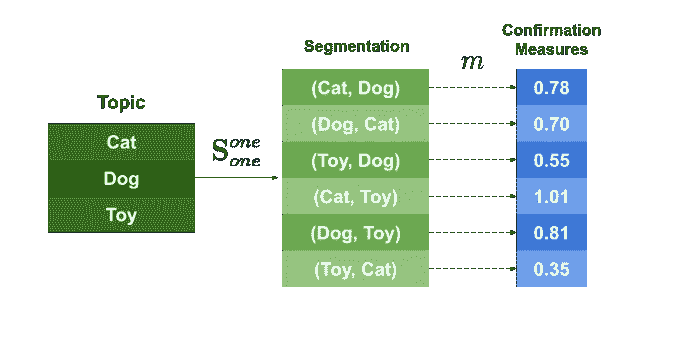 Topic
Cat
Dog
Toy
S^{one}_{one}
Segmentation
(Cat, Dog)
(Dog, Cat)
(Toy, Dog)
(Cat, Toy)
(Dog, Toy)
(Toy, Cat)
m
Confirmation
Measures
0.78
0.70
0.55
1.01
0.81
0.35